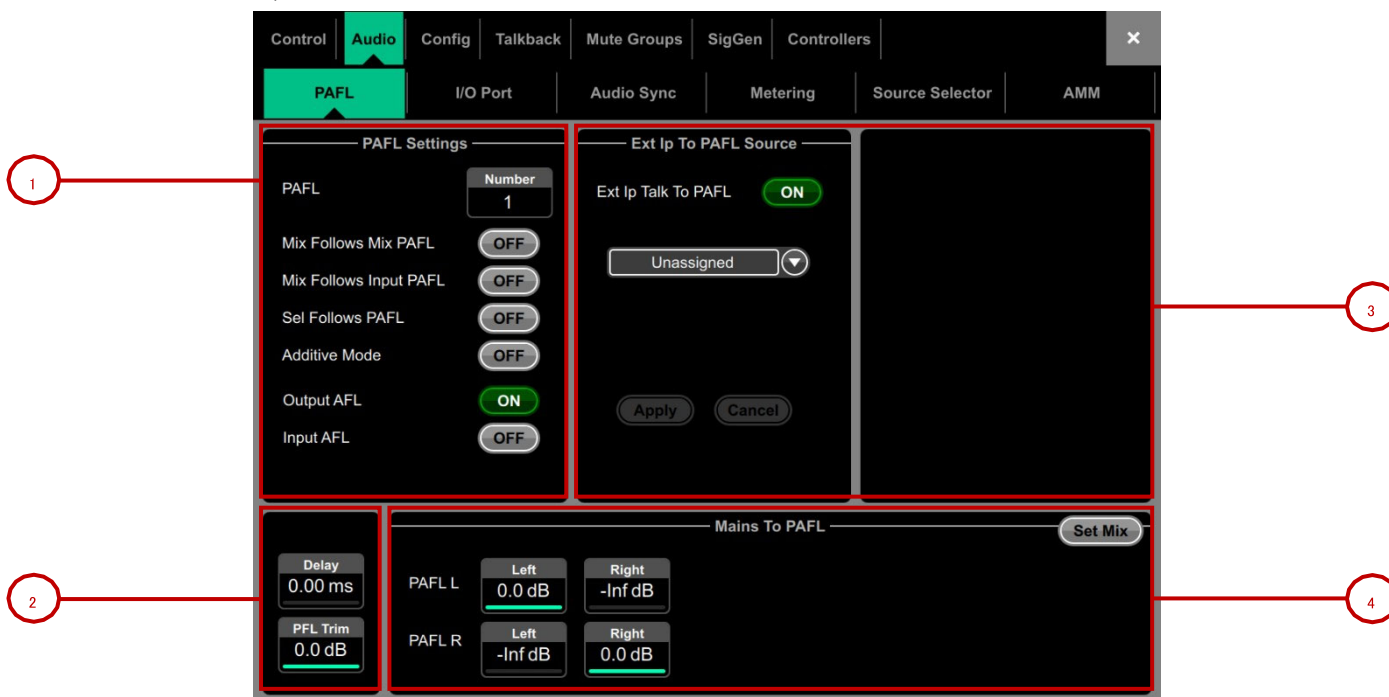 Control Audio Config Talkback Mute Groups SigGen Controllers ×
PAFL I/O Port Audio Sync Metering Source Selector AMM
PAFL Settings
PAFL
Number
1
Mix Follows Mix PAFL OFF
Mix Follows Input PAFL OFF
Sel Follows PAFL OFF
Additive Mode OFF
Output AFL ON
Input AFL OFF
Ext Ip To PAFL Source
Ext Ip Talk To PAFL ON
Unassigned
Apply Cancel
1
3
Delay
0.00 ms
PFL Trim
0.0 dB
Mains To PAFL
Set Mix
PAFL L
Left
0.0 dB
Right
-Inf dB
PAFL R
Left
-Inf dB
Right
0.0 dB
2
4